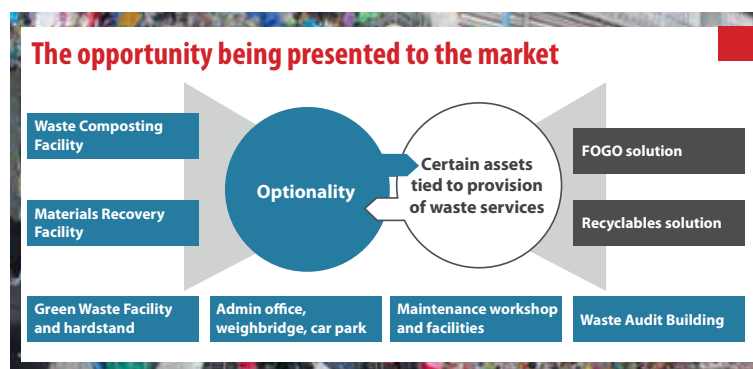 The opportunity being presented to the market
Waste Composting
Facility
Materials Recovery
Facility
Optionality
Certain assets
tied to provision
of waste services
FOGO solution
Recyclables solution
Green Waste Facility
and hardstand
Admin office,
weighbridge, car park
Maintenance workshop
and facilities
Waste Audit Building